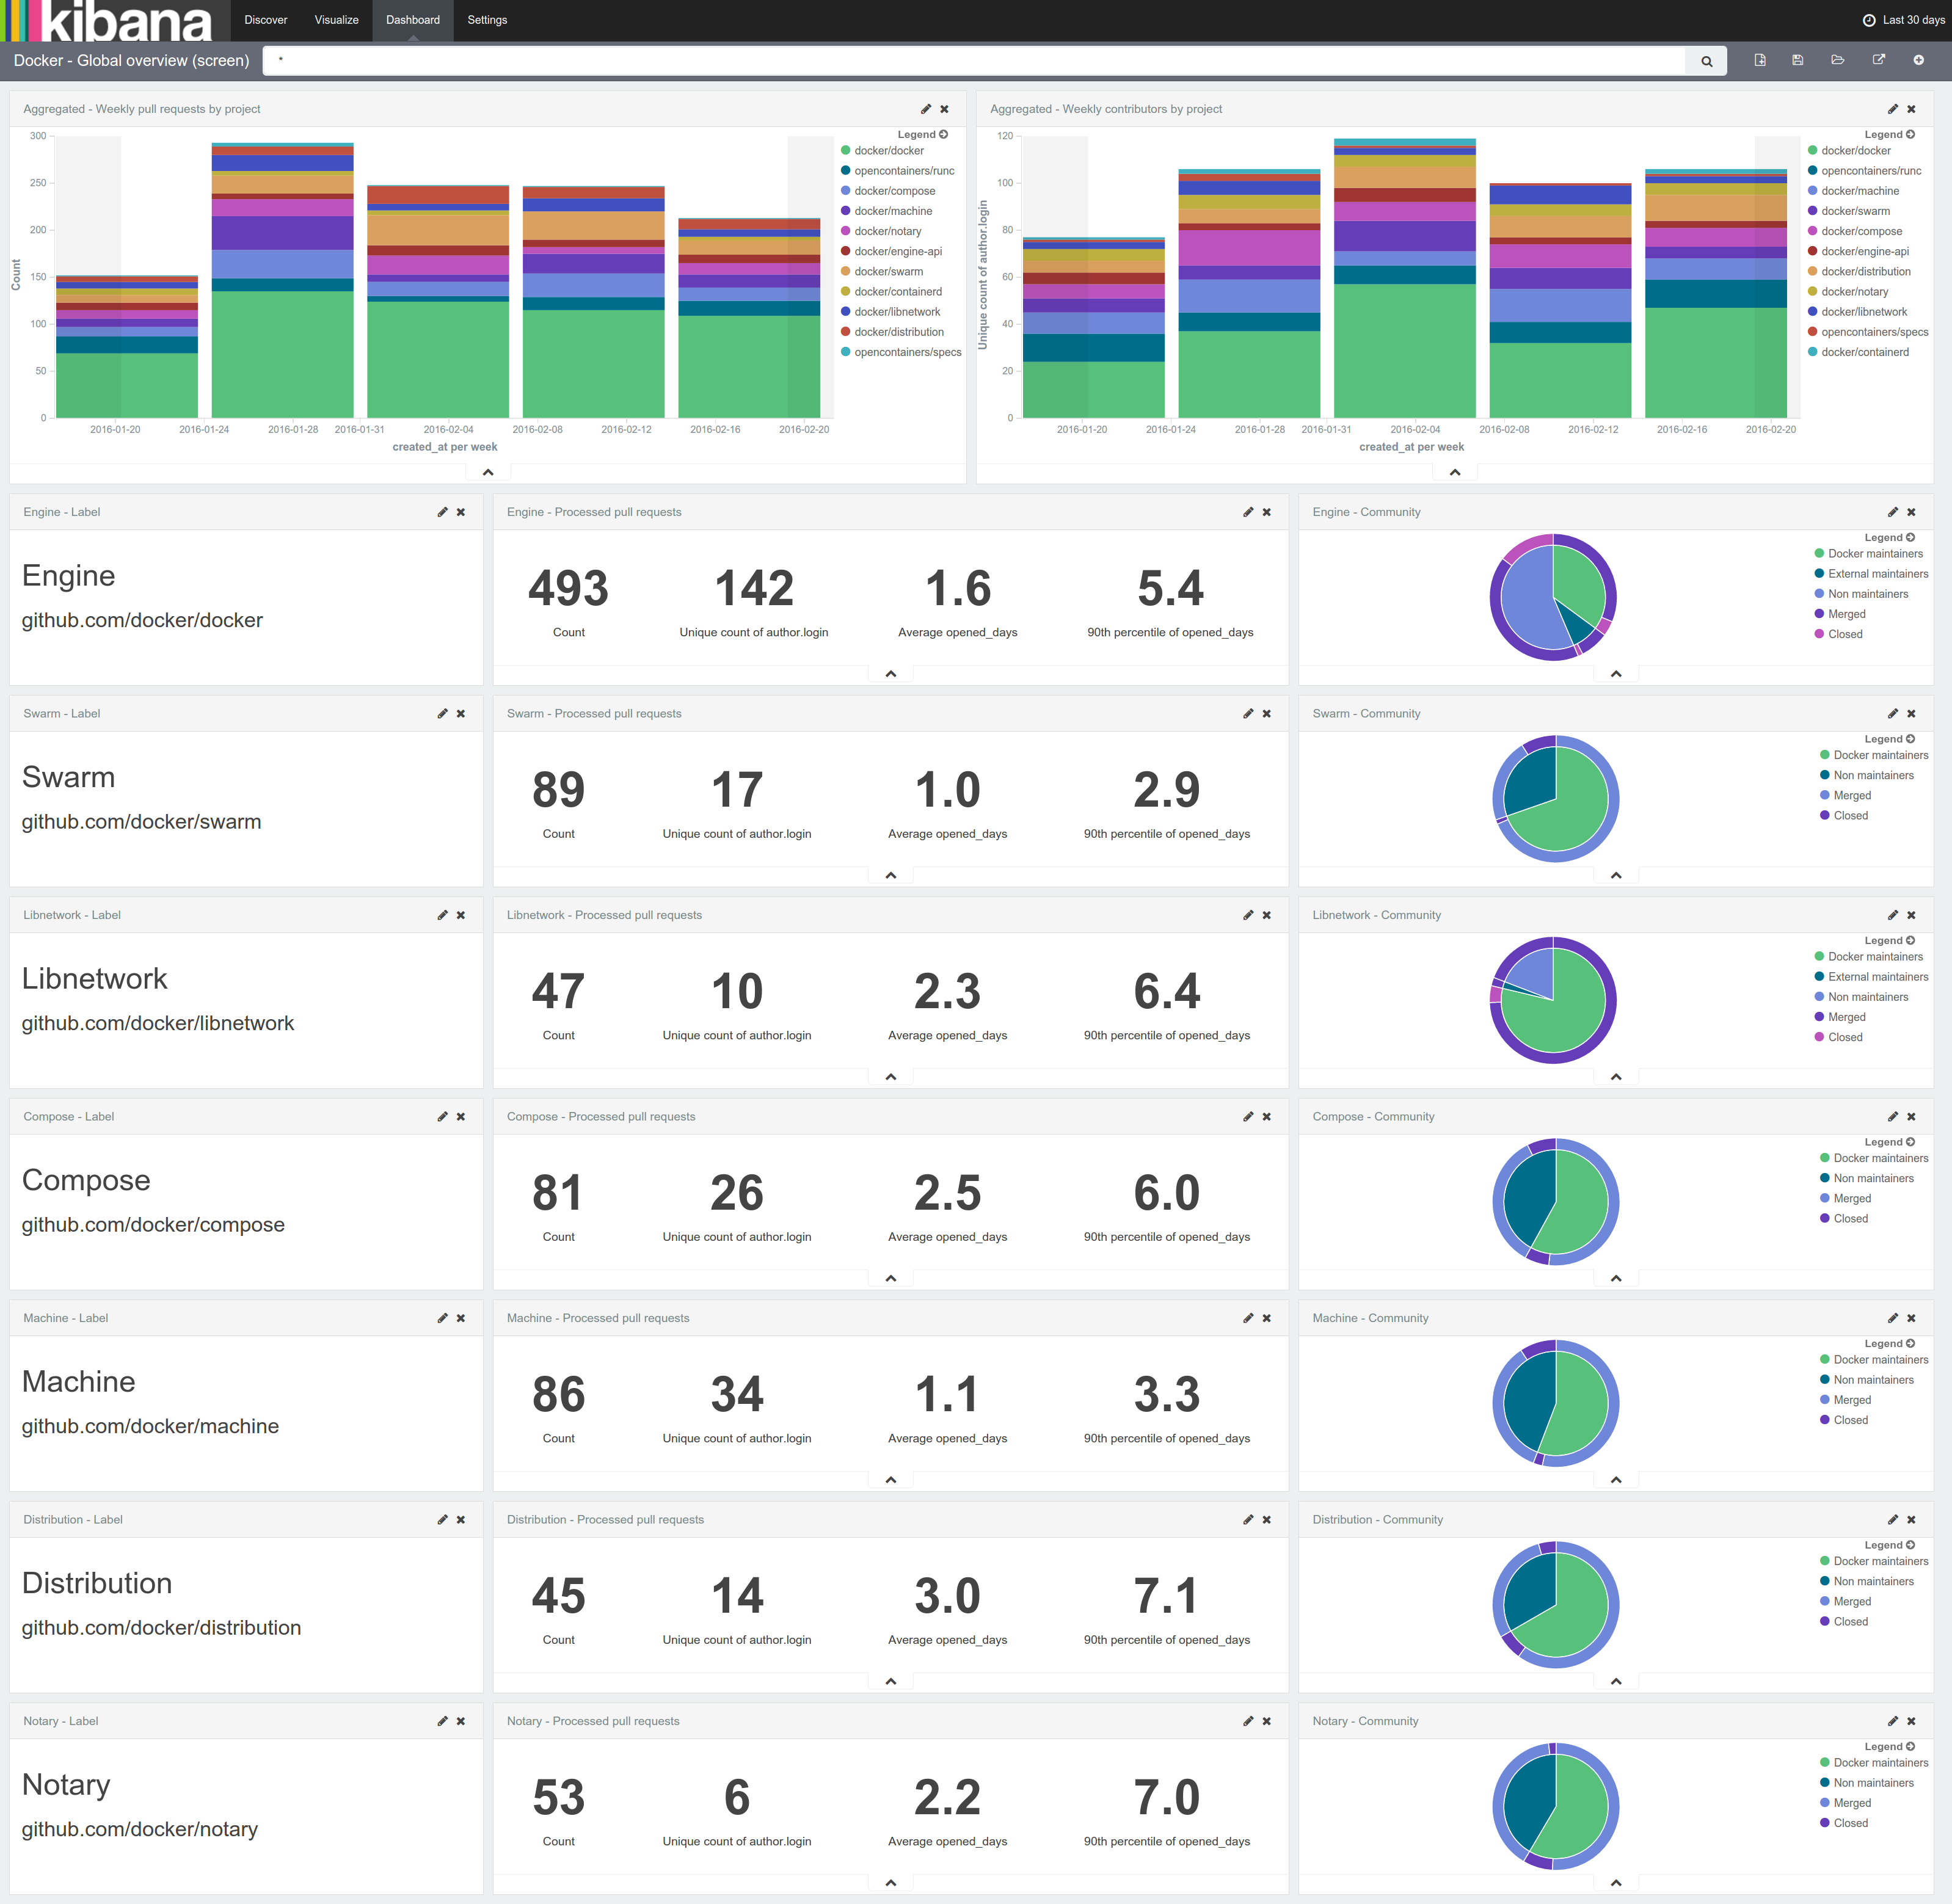 kibana Discover Visualize Dashboard Settings Last 30 days
Docker - Global overview (screen) *
Aggregated - Weekly pull requests by project
Legend
300
250
200
150
100
50
0
Count
2016-01-20 2016-01-24 2016-01-28 2016-01-31 2016-02-04 2016-02-08 2016-02-12 2016-02-16 2016-02-20
created_at per week
docker/docker
opencontainers/runc
docker/compose
docker/machine
docker/notary
docker/engine-api
docker/swarm
docker/containerd
docker/libnetwork
docker/distribution
opencontainers/specs
Aggregated - Weekly contributors by project
Legend
120
100
80
60
40
20
0
Unique count of author.login
2016-01-20 2016-01-24 2016-01-28 2016-01-31 2016-02-04 2016-02-08 2016-02-12 2016-02-16 2016-02-20
created_at per week
docker/docker
opencontainers/runc
docker/machine
docker/swarm
docker/compose
docker/engine-api
docker/distribution
docker/notary
docker/libnetwork
opencontainers/specs
docker/containerd
Engine - Label
Engine
github.com/docker/docker
Engine - Processed pull requests
493 142 1.6 5.4
Count Unique count of author.login Average opened_days 90th percentile of opened_days
Engine - Community
Legend
Docker maintainers
External maintainers
Non maintainers
Merged
Closed
Swarm - Label
Swarm
github.com/docker/swarm
Swarm - Processed pull requests
89 17 1.0 2.9
Count Unique count of author.login Average opened_days 90th percentile of opened_days
Swarm - Community
Legend
Docker maintainers
Non maintainers
Merged
Closed
Libnetwork - Label
Libnetwork
github.com/docker/libnetwork
Libnetwork - Processed pull requests
47 10 2.3 6.4
Count Unique count of author.login Average opened_days 90th percentile of opened_days
Libnetwork - Community
Legend
Docker maintainers
External maintainers
Non maintainers
Merged
Closed
Compose - Label
Compose
github.com/docker/compose
Compose - Processed pull requests
81 26 2.5 6.0
Count Unique count of author.login Average opened_days 90th percentile of opened_days
Compose - Community
Legend
Docker maintainers
Non maintainers
Merged
Closed
Machine - Label
Machine
github.com/docker/machine
Machine - Processed pull requests
86 34 1.1 3.3
Count Unique count of author.login Average opened_days 90th percentile of opened_days
Machine - Community
Legend
Docker maintainers
Non maintainers
Merged
Closed
Distribution - Label
Distribution
github.com/docker/distribution
Distribution - Processed pull requests
45 14 3.0 7.1
Count Unique count of author.login Average opened_days 90th percentile of opened_days
Distribution - Community
Legend
Docker maintainers
Non maintainers
Merged
Closed
Notary - Label
Notary
github.com/docker/notary
Notary - Processed pull requests
53 6 2.2 7.0
Count Unique count of author.login Average opened_days 90th percentile of opened_days
Notary - Community
Legend
Docker maintainers
Non maintainers
Merged
Closed